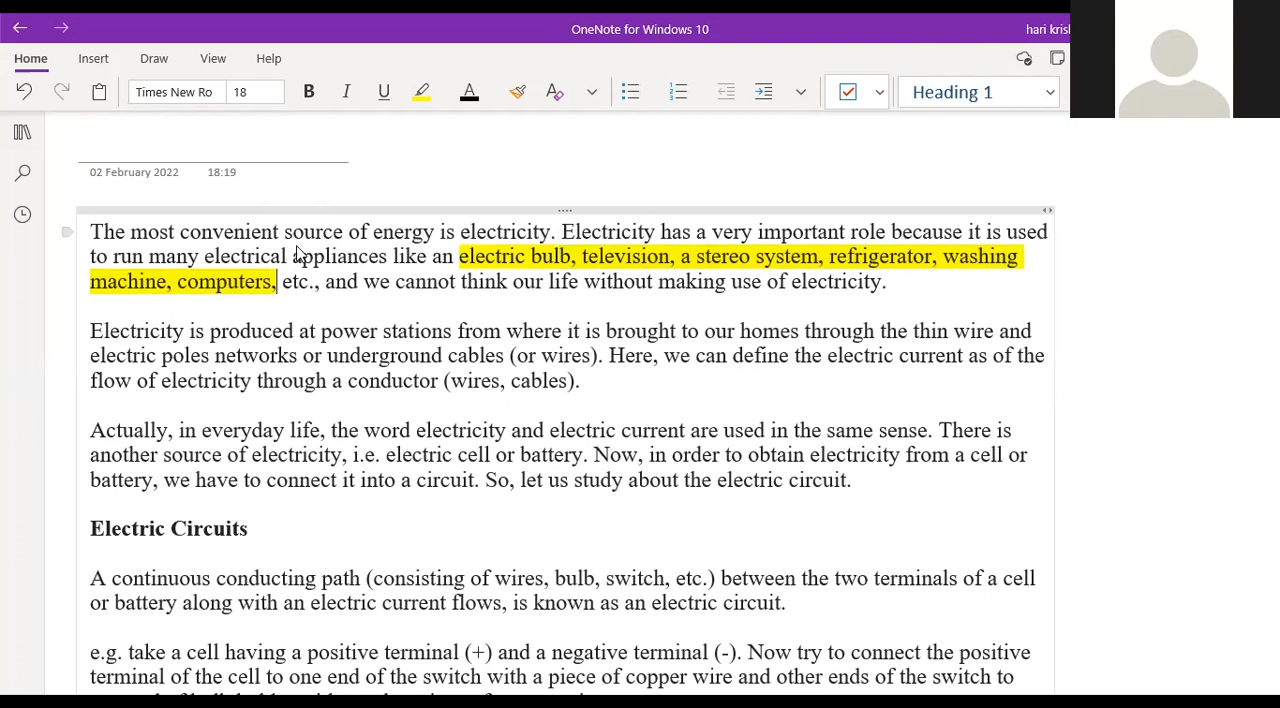 OneNote for Windows 10
hari krish
Home Insert Draw View Help
Times New Ro 18 B I U A A Heading 1
02 February 2022 18:19
The most convenient source of energy is electricity. Electricity has a very important role because it is used
to run many electrical appliances like an electric bulb, television, a stereo system, refrigerator, washing
machine, computers, etc., and we cannot think our life without making use of electricity.
Electricity is produced at power stations from where it is brought to our homes through the thin wire and
electric poles networks or underground cables (or wires). Here, we can define the electric current as of the
flow of electricity through a conductor (wires, cables).
Actually, in everyday life, the word electricity and electric current are used in the same sense. There is
another source of electricity, i.e. electric cell or battery. Now, in order to obtain electricity from a cell or
battery, we have to connect it into a circuit. So, let us study about the electric circuit.
Electric Circuits
A continuous conducting path (consisting of wires, bulb, switch, etc.) between the two terminals of a cell
or battery along with an electric current flows, is known as an electric circuit.
e.g. take a cell having a positive terminal (+) and a negative terminal (-). Now try to connect the positive
terminal of the cell to one end of the switch with a piece of copper wire and other ends of the switch to